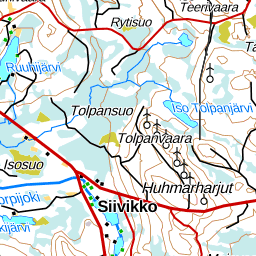 Teerivaara
Rytisuo
Ruuhijärvi
Tolpansuo
Iso Tolpanjärvi
Tolpanvaara
Isosuo
Huhmarharjut
Siivikko